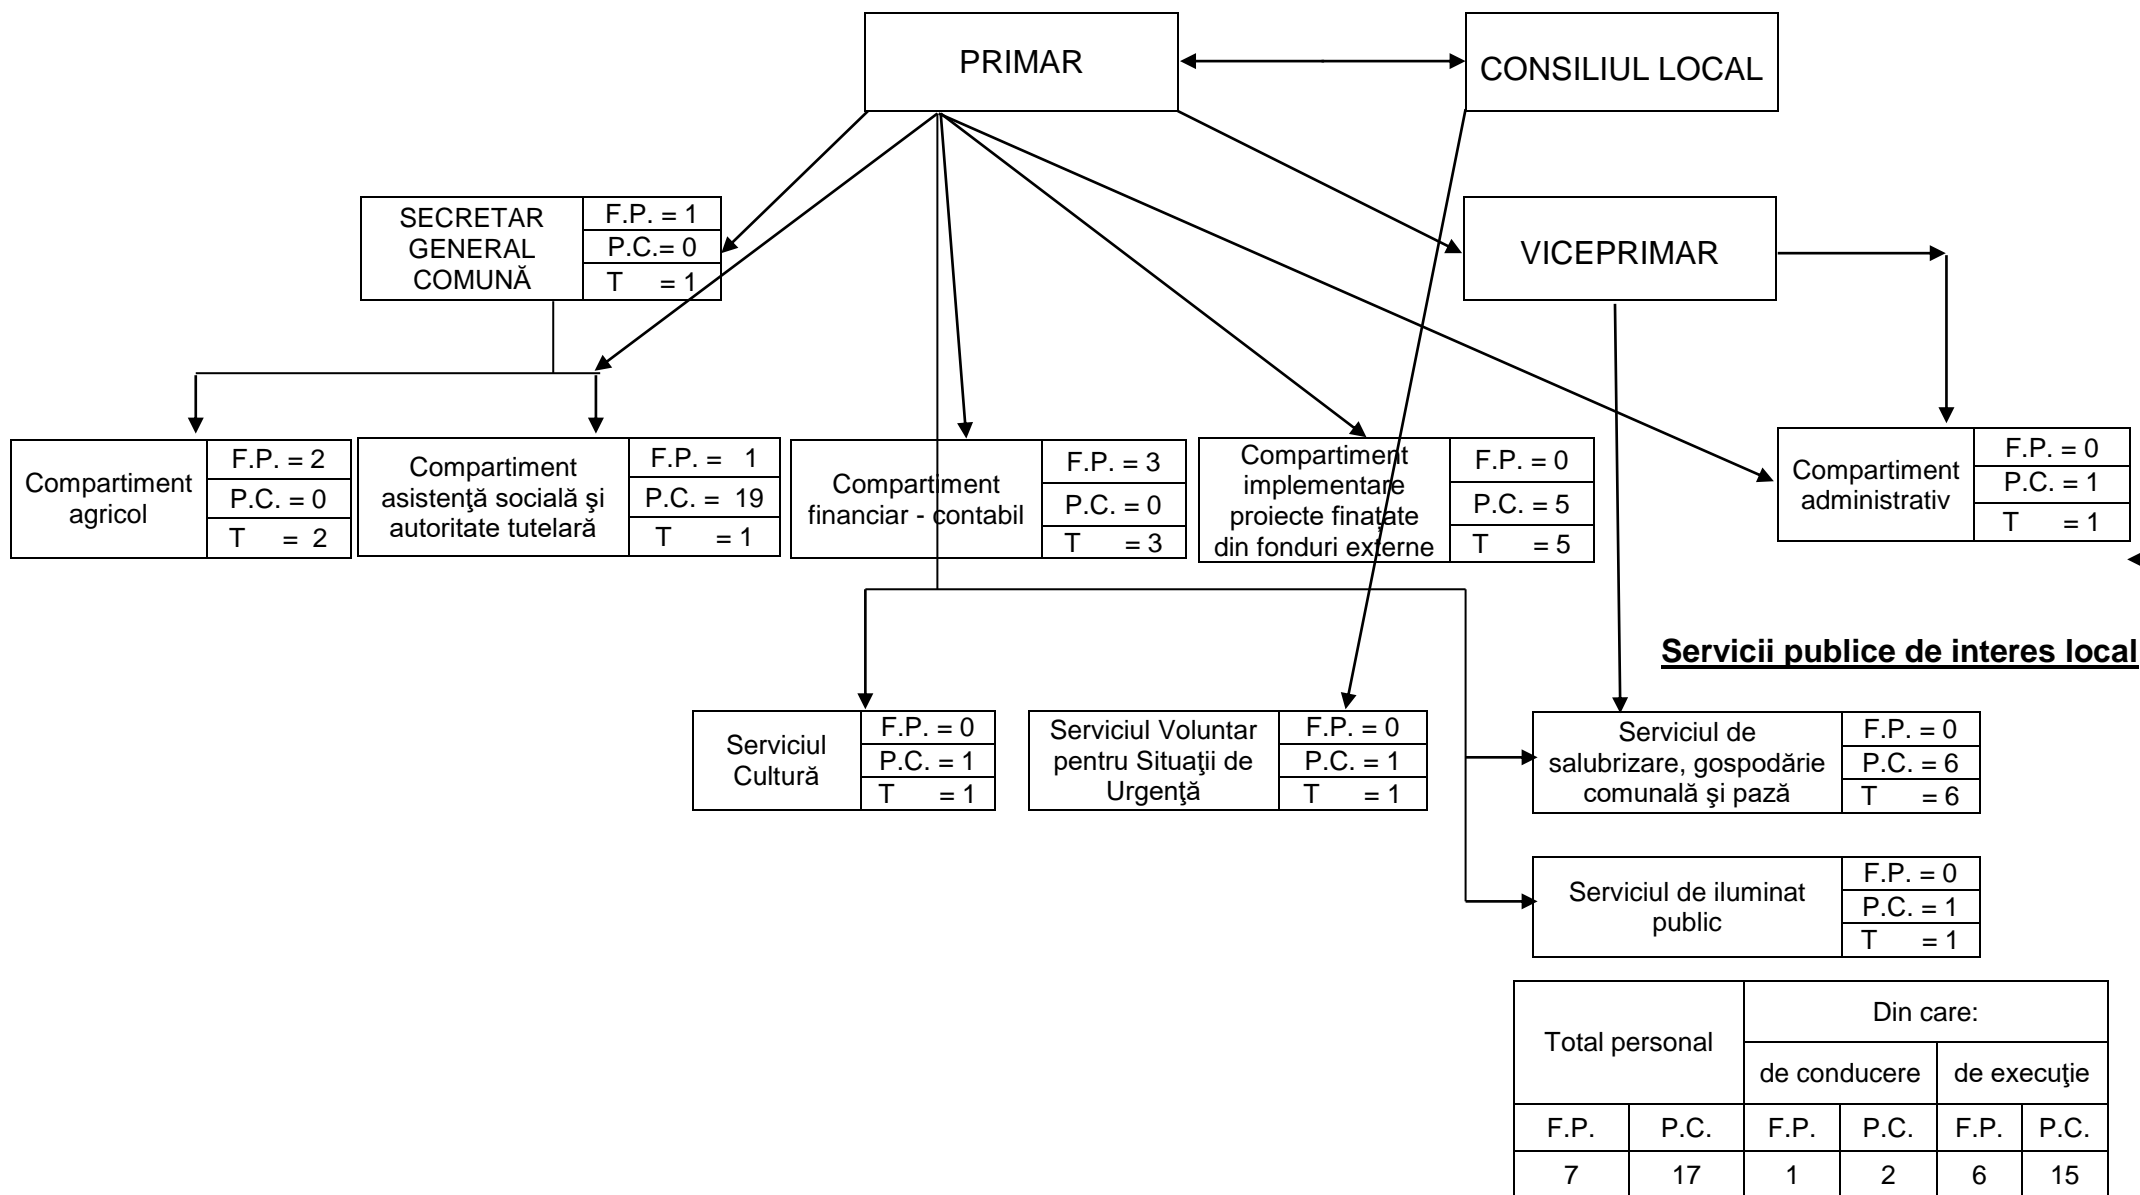 PRIMAR
CONSILIUL LOCAL
SECRETAR
GENERAL
COMUNĂ
F.P. = 1
P.C.= 0
T = 1
VICEPRIMAR
Compartiment
agricol
F.P. = 2
P.C. = 0
T = 2
Compartiment
asistenţă socială şi
autoritate tutelară
F.P. = 1
P.C. = 19
T = 1
Compartiment
financiar - contabil
F.P. = 3
P.C. = 0
T = 3
Compartiment
implementare
proiecte finaţate
din fonduri externe
F.P. = 0
P.C. = 5
T = 5
Compartiment
administrativ
F.P. = 0
P.C. = 1
T = 1
Servicii publice de interes local
Serviciul
Cultură
F.P. = 0
P.C. = 1
T = 1
Serviciul Voluntar
pentru Situaţii de
Urgenţă
F.P. = 0
P.C. = 1
T = 1
Serviciul de
salubrizare, gospodărie
comunală şi pază
F.P. = 0
P.C. = 6
T = 6
Serviciul de iluminat
public
F.P. = 0
P.C. = 1
T = 1
Total personal
Din care:
de conducere
de execuţie
F.P. P.C. F.P. P.C. F.P. P.C.
7 17 1 2 6 15